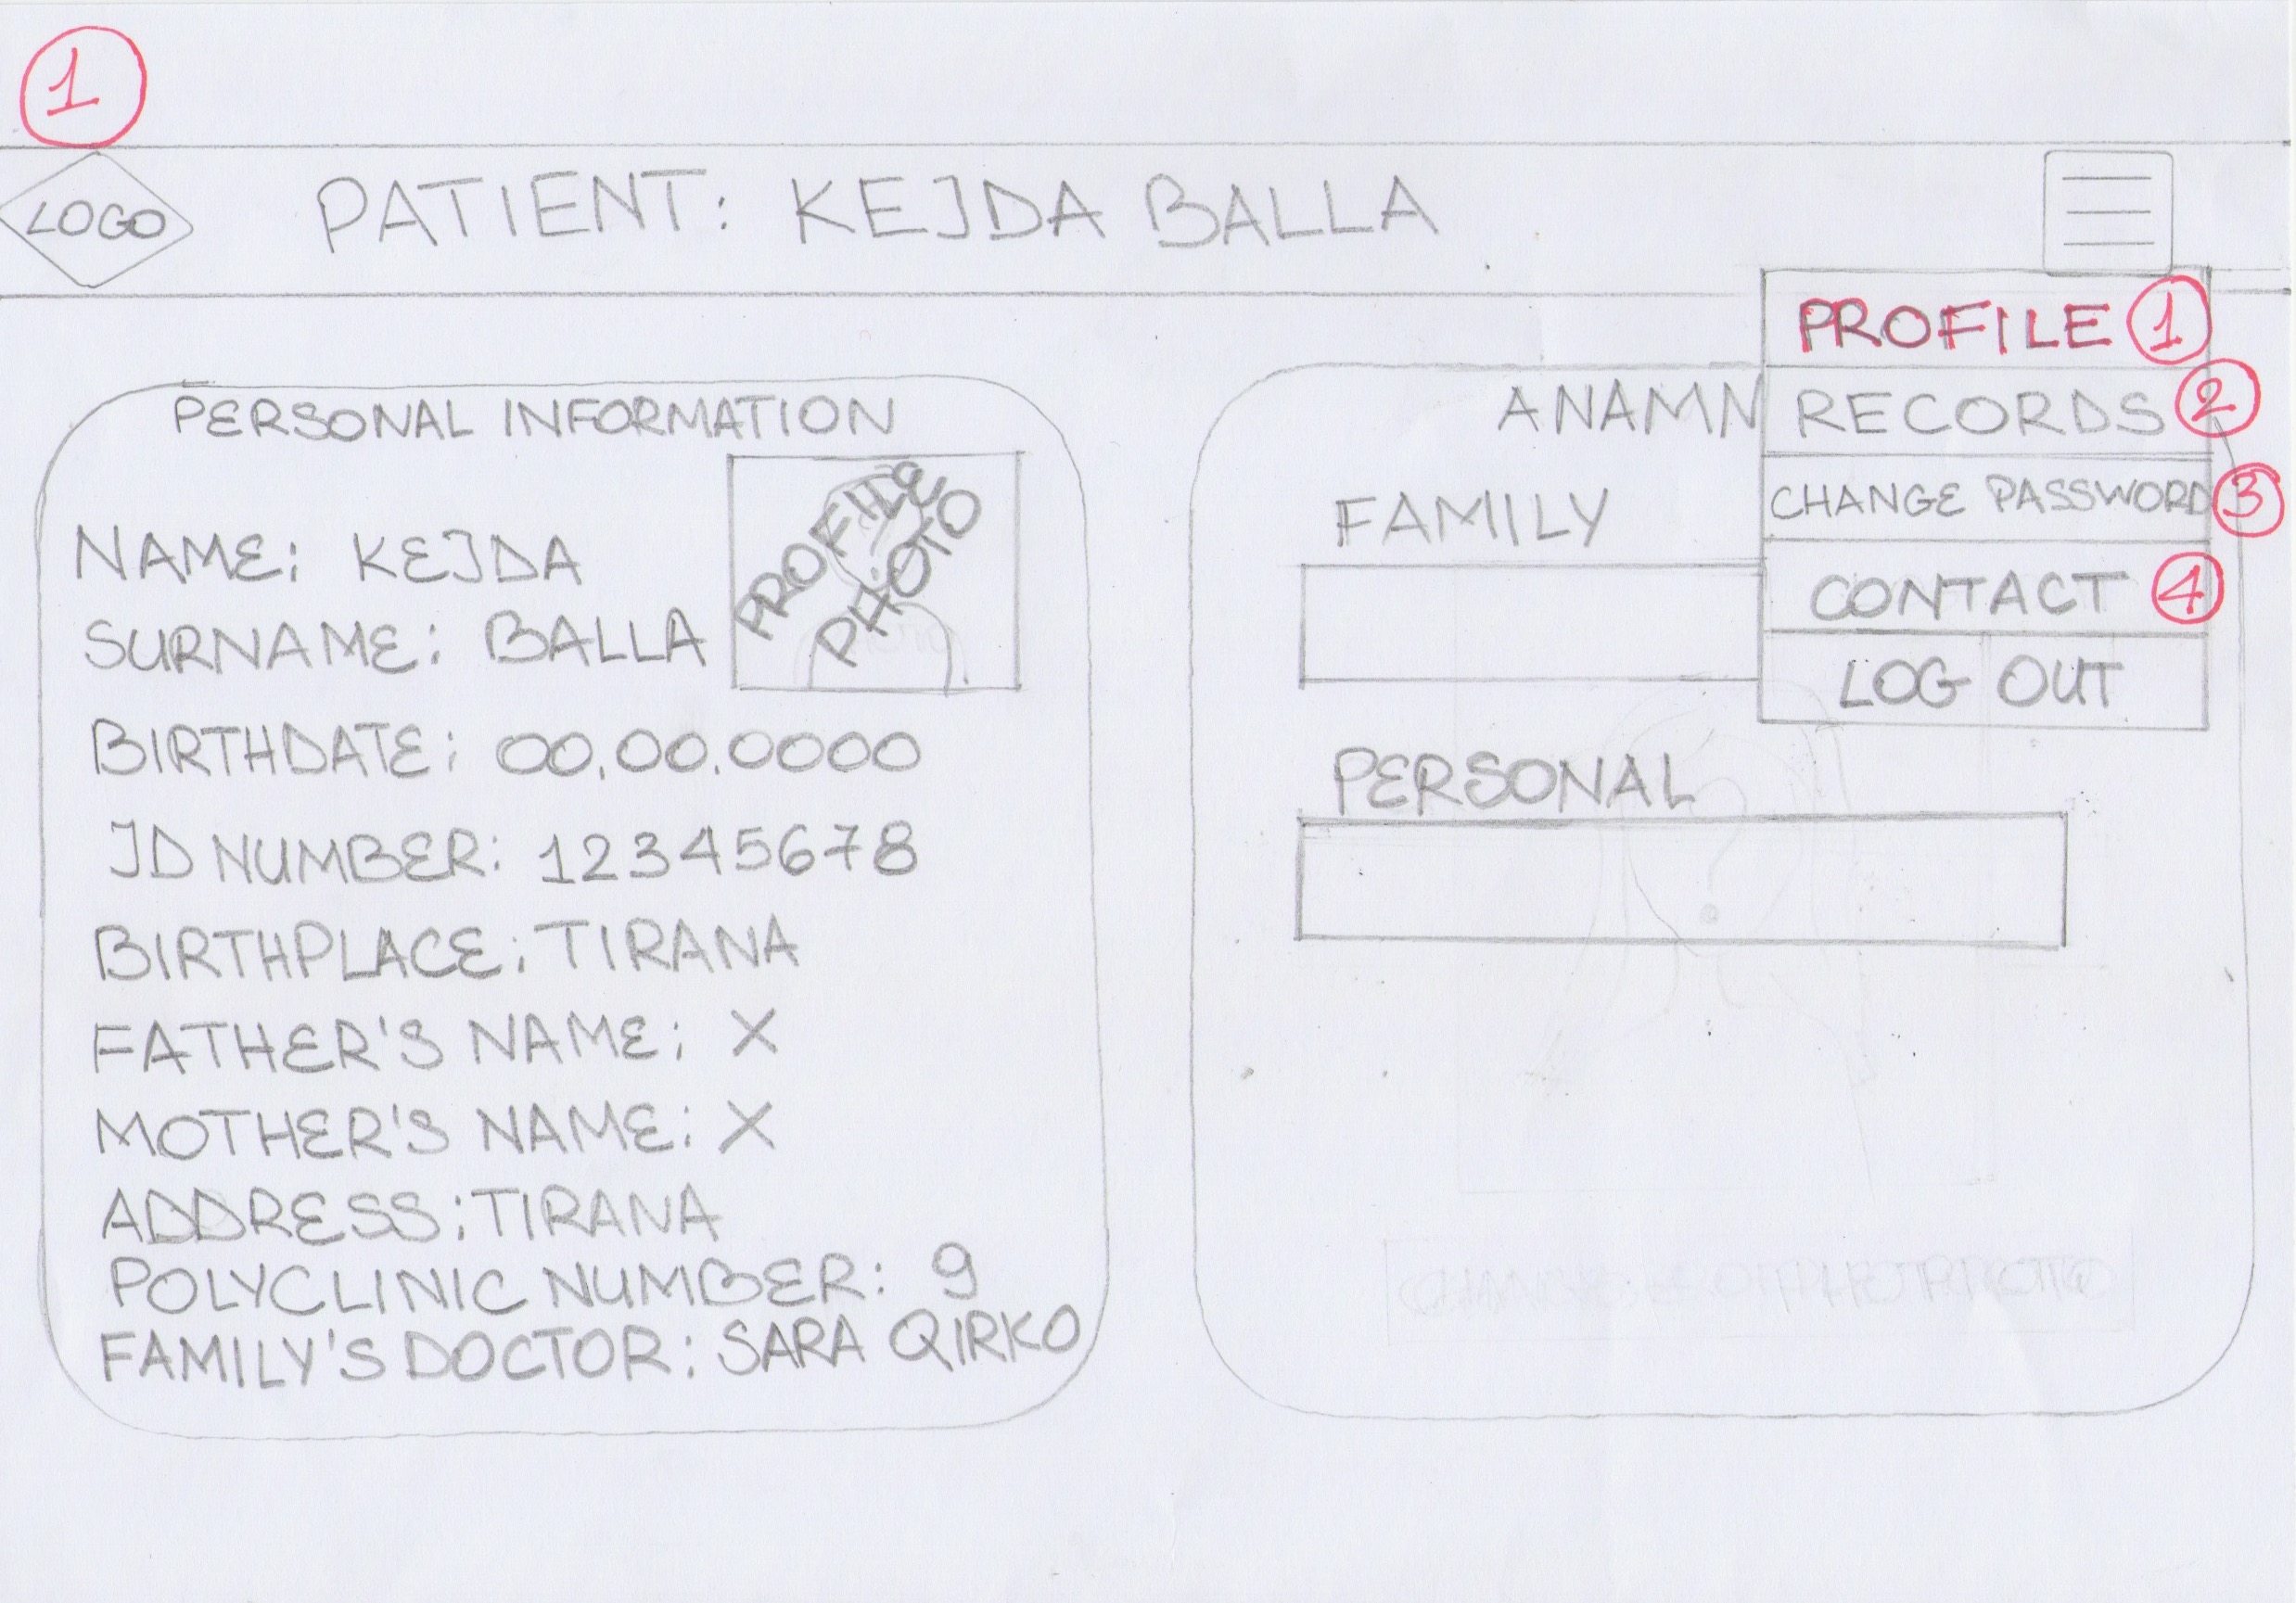 1
LOGO PATIENT: KEJDA BALLA
PROFILE 1
RECORDS 2
CHANGE PASSWORD 3
CONTACT 4
LOG OUT
PERSONAL INFORMATION
PROFILE
PHOTO
NAME: KEJDA
SURNAME: BALLA
BIRTHDATE: 00.00.0000
ID NUMBER: 12345678
BIRTHPLACE: TIRANA
FATHER'S NAME: X
MOTHER'S NAME: X
ADDRESS: TIRANA
POLYCLINIC NUMBER: 9
FAMILY'S DOCTOR: SARA QIRKO
ANAMN
FAMILY
PERSONAL